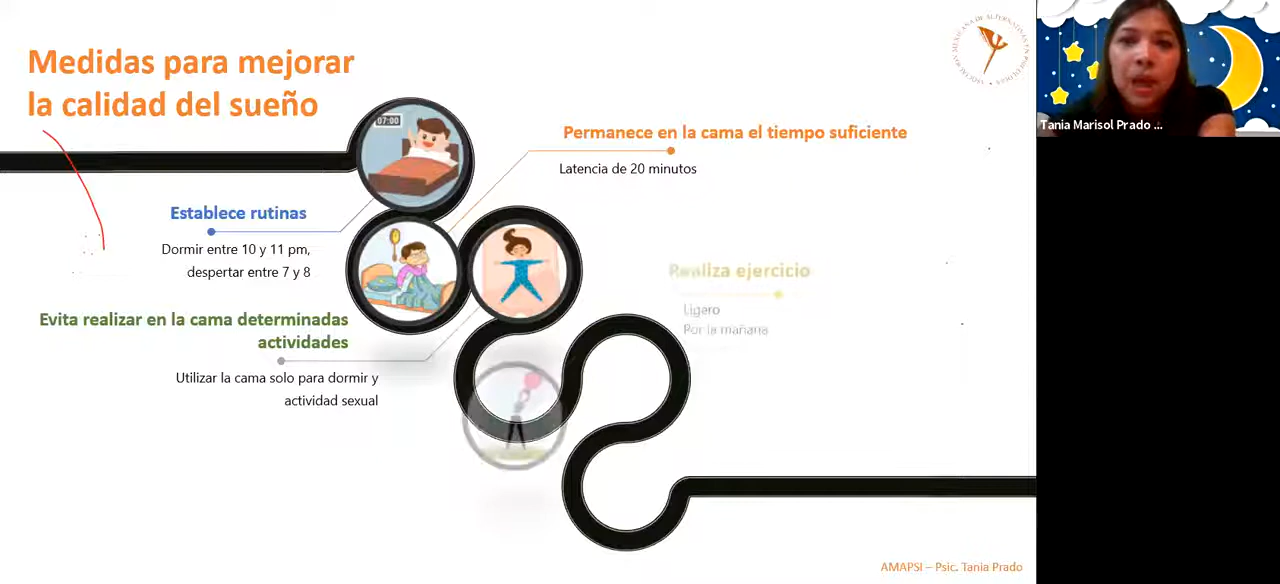 Medidas para mejorar
la calidad del sueño
07:00
Permanece en la cama el tiempo suficiente
Latencia de 20 minutos
Establece rutinas
Dormir entre 10 y 11 pm,
despertar entre 7 y 8
Realiza ejercicio
Ligero
Por la mañana
Evita realizar en la cama determinadas
actividades
Utilizar la cama solo para dormir y
actividad sexual
AMAPSI – Psic. Tania Prado
Tania Marisol Prado ...